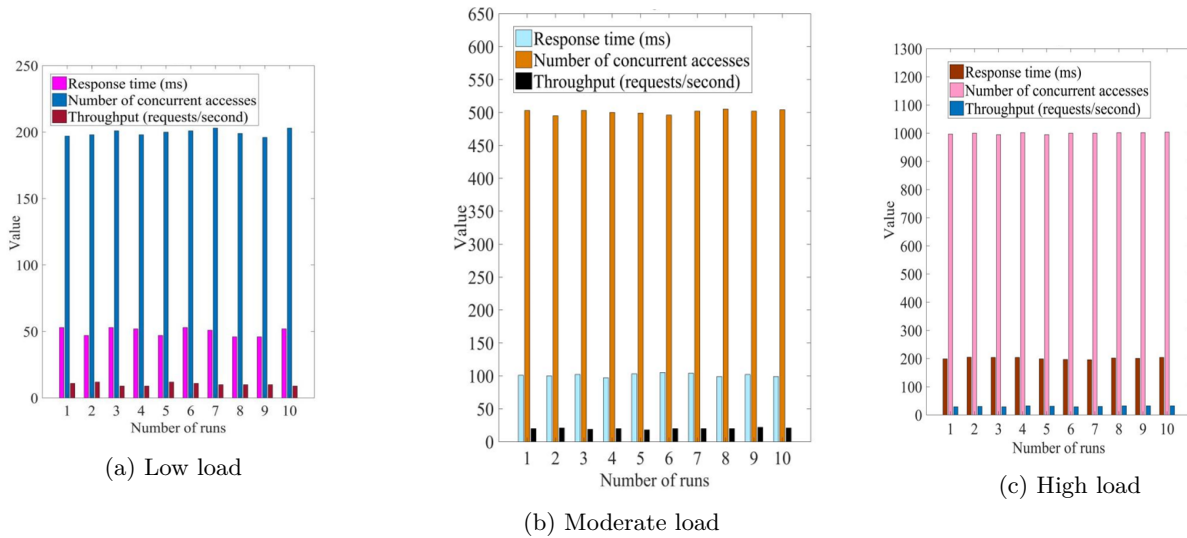 250
200
150
100
50
0
Value
Response time (ms)
Number of concurrent accesses
Throughput (requests/second)
1 2 3 4 5 6 7 8 9 10
Number of runs
(a) Low load
650
600
550
500
450
400
350
300
250
200
150
100
50
0
Value
Response time (ms)
Number of concurrent accesses
Throughput (requests/second)
1 2 3 4 5 6 7 8 9 10
Number of runs
(b) Moderate load
1300
1200
1100
1000
900
800
700
600
500
400
300
200
100
0
Value
Response time (ms)
Number of concurrent accesses
Throughput (requests/second)
1 2 3 4 5 6 7 8 9 10
Number of runs
(c) High load